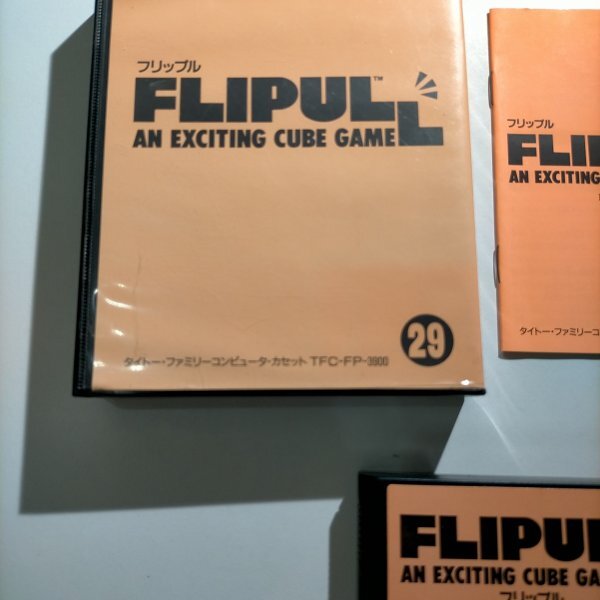 フリップル
FLIPULL™
AN EXCITING CUBE GAME
29
タイトー・ファミリーコンピュータ・カセット TFC-FP-3900
フリップル
FLI
AN EXCITING
タイトー・ファミリーコ
FLIPUL
AN EXCITING CUBE GA
フリップル